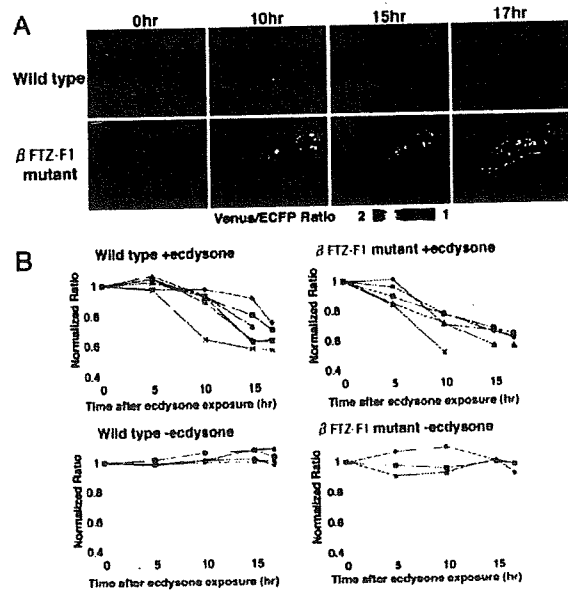 A
0hr 10hr 15hr 17hr
Wild type
β FTZ-F1
mutant
Venus/ECFP Ratio 2 1
B
Wild type +ecdysone
Normalized Ratio
1
0.8
0.6
0.4
0 5 10 15
Time after ecdysone exposure (hr)
β FTZ-F1 mutant +ecdysone
Normalized Ratio
1
0.8
0.6
0.4
0 5 10 15
Time after ecdysone exposure (hr)
Wild type -ecdysone
Normalized Ratio
1
0.8
0.6
0.4
0 5 10 15
Time after ecdysone exposure (hr)
β FTZ-F1 mutant -ecdysone
Normalized Ratio
1
0.8
0.6
0.4
0 5 10 15
Time after ecdysone exposure (hr)